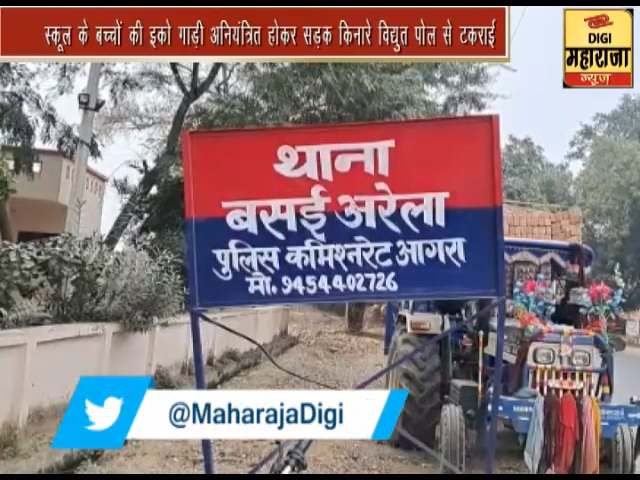 स्कूल के बच्चों की इको गाड़ी अनियंत्रित होकर सड़क किनारे विद्युत पोल से टकराई
DIGI
महाराजा
न्यूज
थाना
बसई अरेला
पुलिस कमिश्नरेट आगरा
मो. 9454402726
@MaharajaDigi